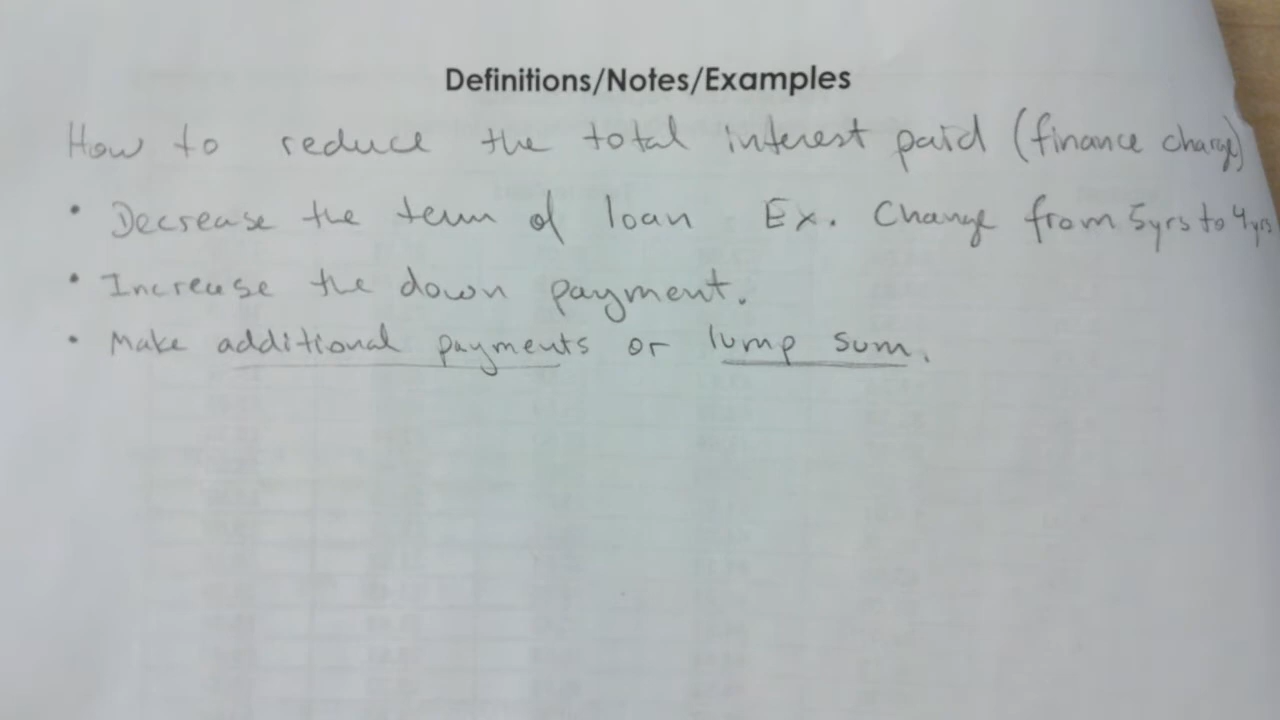 Definitions/Notes/Examples
How to reduce the total interest paid (finance charge)
• Decrease the term of loan Ex. Change from 5yrs to 4yrs
• Increase the down payment.
• Make additional payments or lump sum.